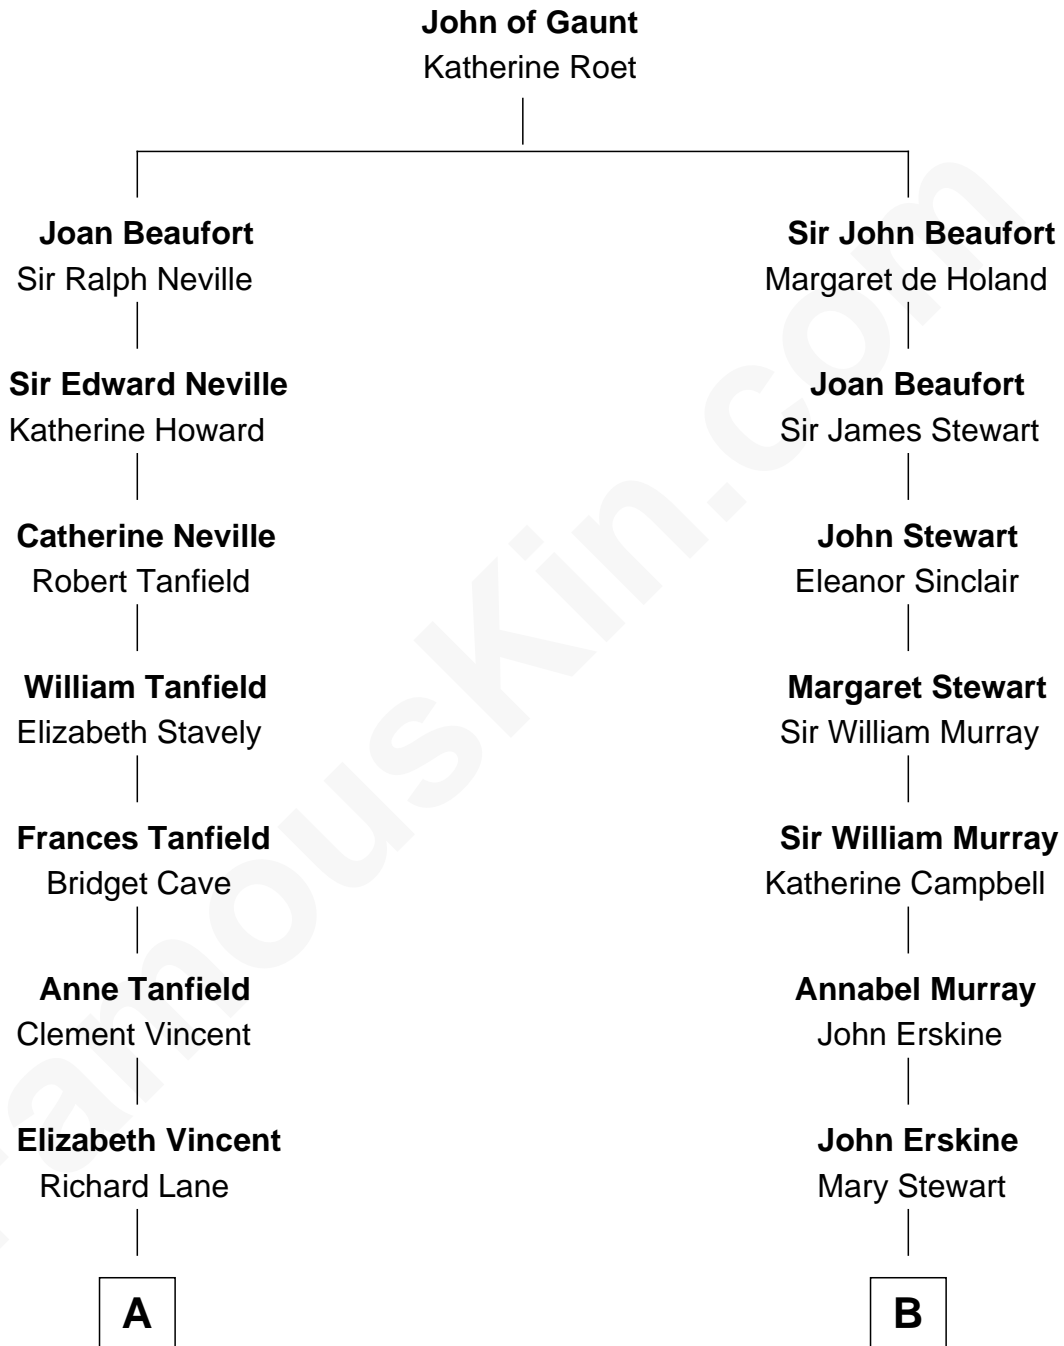 John of Gaunt
Katherine Roet
Joan Beaufort
Sir Ralph Neville
Sir Edward Neville
Katherine Howard
Catherine Neville
Robert Tanfield
William Tanfield
Elizabeth Stavely
Frances Tanfield
Bridget Cave
Anne Tanfield
Clement Vincent
Elizabeth Vincent
Richard Lane
A
Sir John Beaufort
Margaret de Holand
Joan Beaufort
Sir James Stewart
John Stewart
Eleanor Sinclair
Margaret Stewart
Sir William Murray
Sir William Murray
Katherine Campbell
Annabel Murray
John Erskine
John Erskine
Mary Stewart
B
FamousKin.com